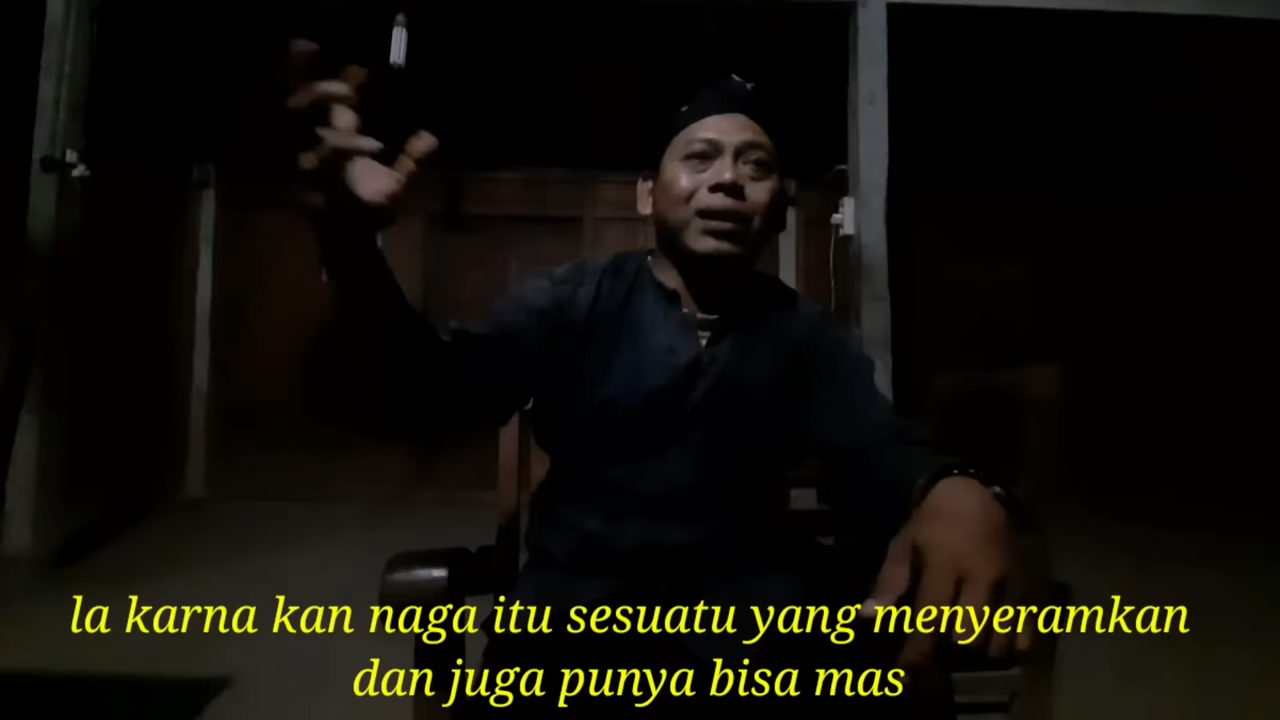 la karna kan naga itu sesuatu yang menyeramkan
dan juga punya bisa mas